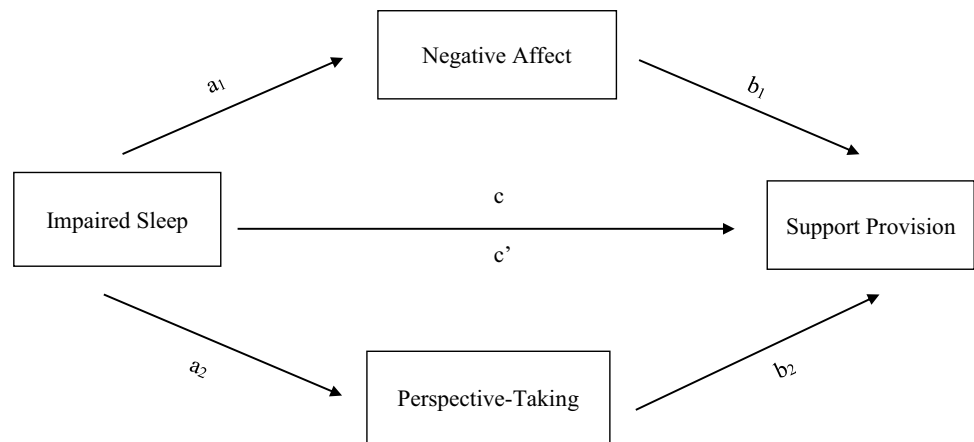 Negative Affect
a₁
b₁
Impaired Sleep
c
c’
Support Provision
a₂
b₂
Perspective-Taking